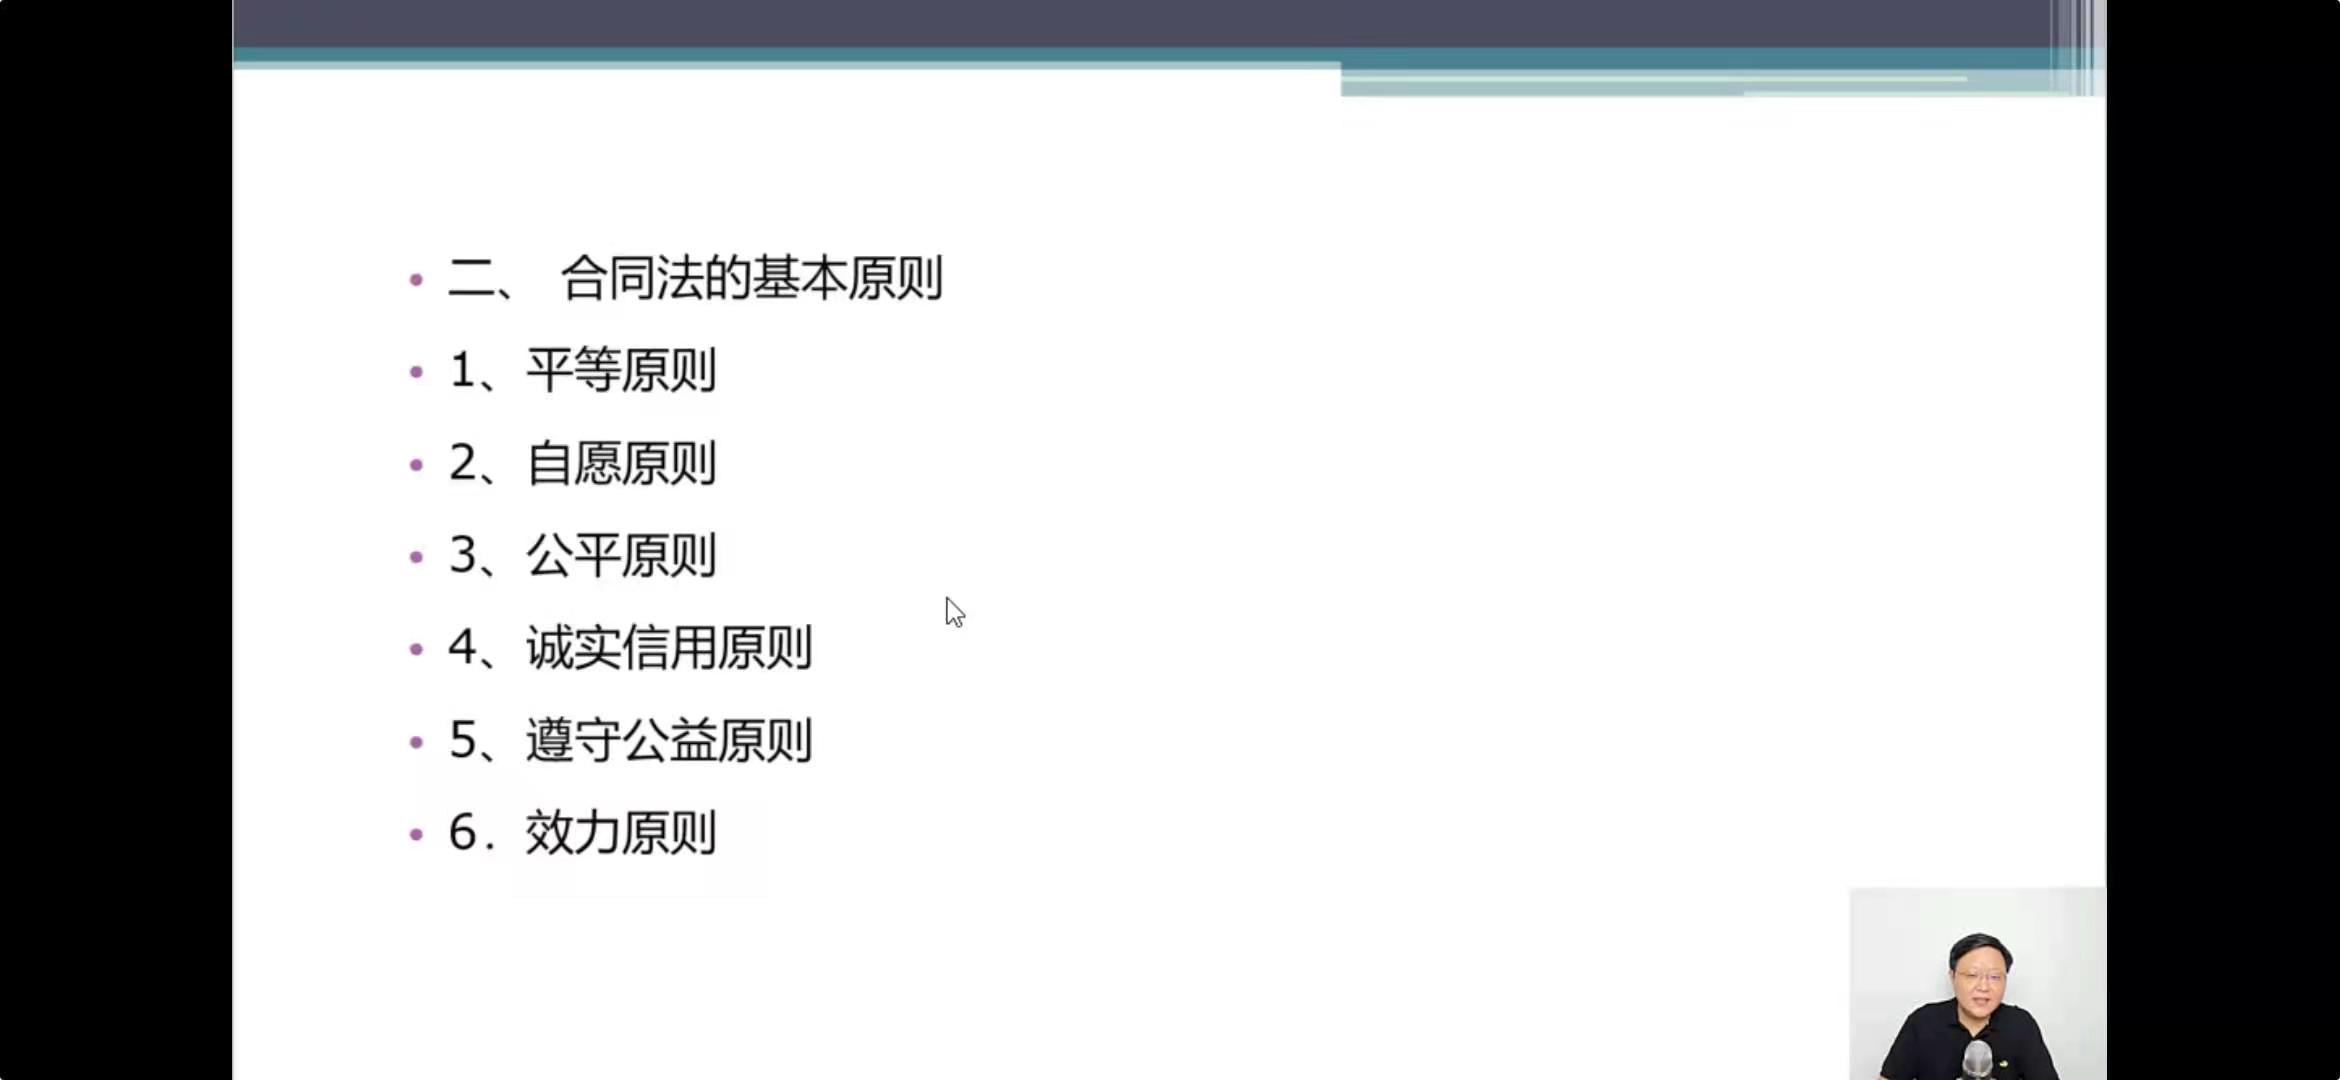 二、 合同法的基本原则
1、平等原则
2、自愿原则
3、公平原则
4、诚实信用原则
5、遵守公益原则
6. 效力原则